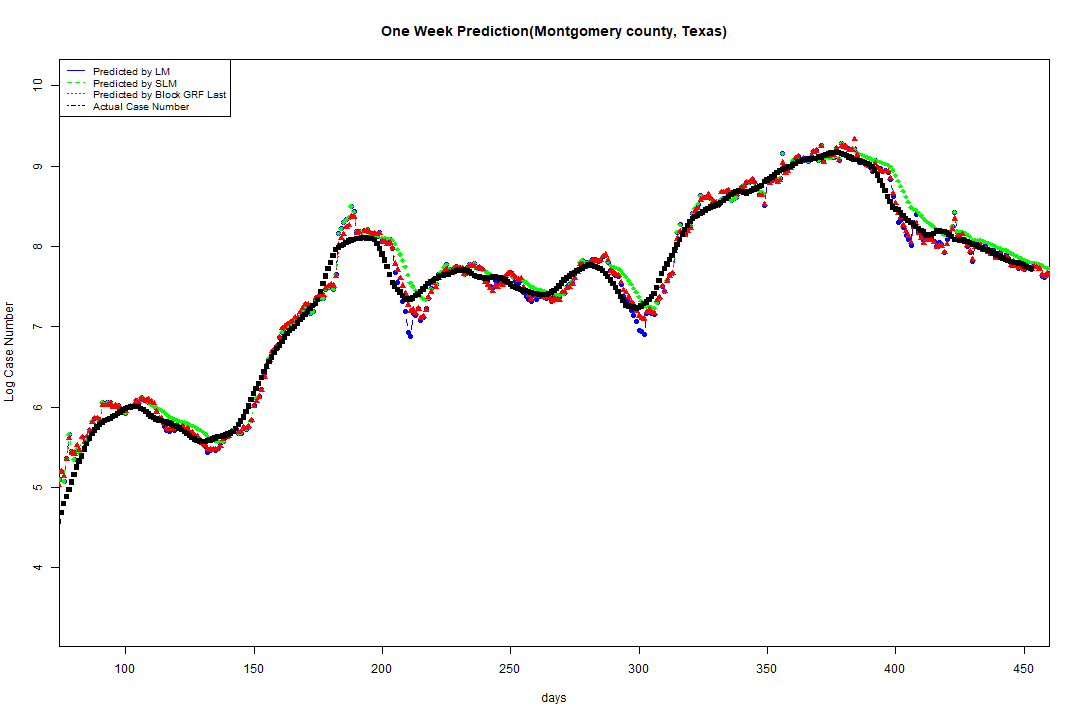 One Week Prediction(Montgomery county, Texas)
Predicted by LM
Predicted by SLM
Predicted by Block GRF Last
Actual Case Number
Log Case Number
10
9
8
7
6
5
4
100 150 200 250 300 350 400 450
days